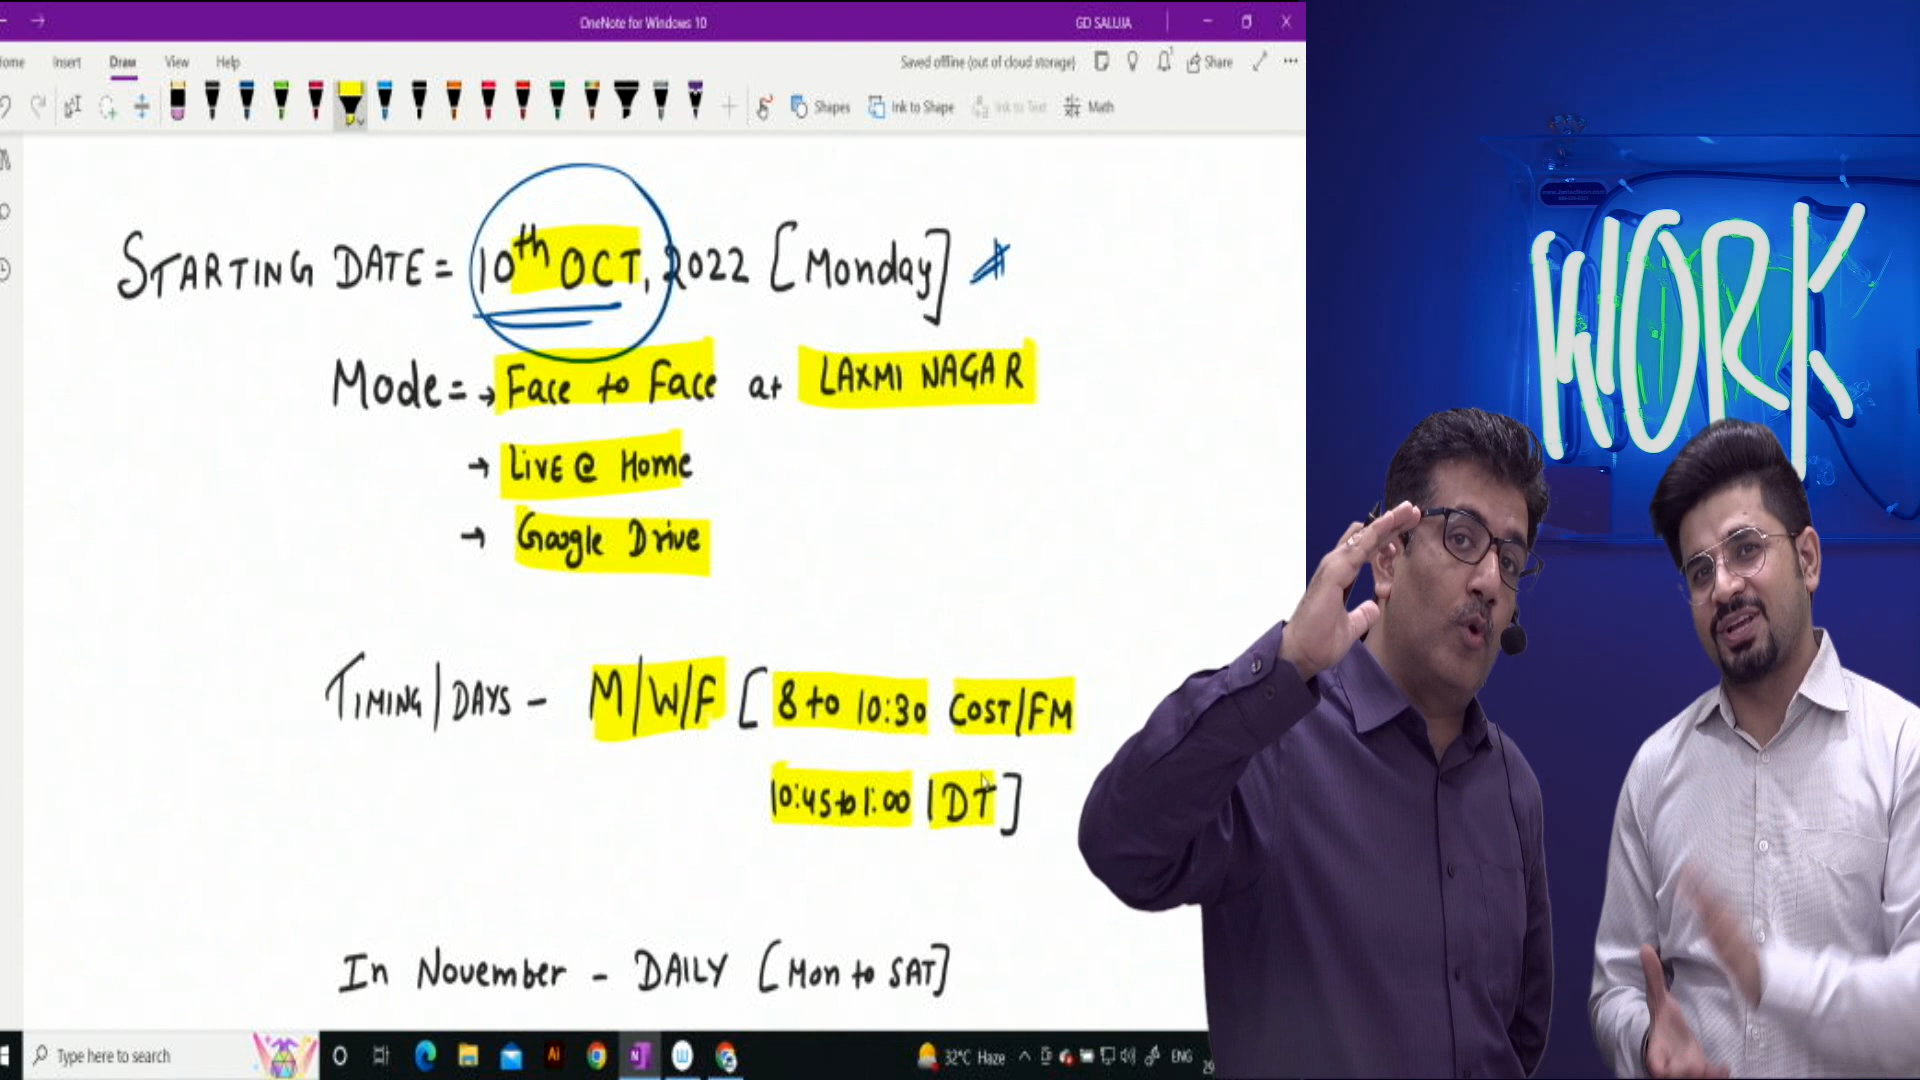 OneNote for Windows 10
GD SALUJA
Insert Draw View Help
Saved offline (out of cloud storage)
Share
Shapes
Ink to Shape
Ink to Text
Math
STARTING DATE = 10th OCT, 2022 [Monday]
Mode = → Face to Face at LAXMI NAGAR
→ LIVE @ Home
→ Google Drive
TIMING/DAYS - M/W/F [8 to 10:30 COST/FM
10:45 to 1:00 IDT]
In November - DAILY [Mon to SAT]
Type here to search
32°C Haze
ENG
WORK